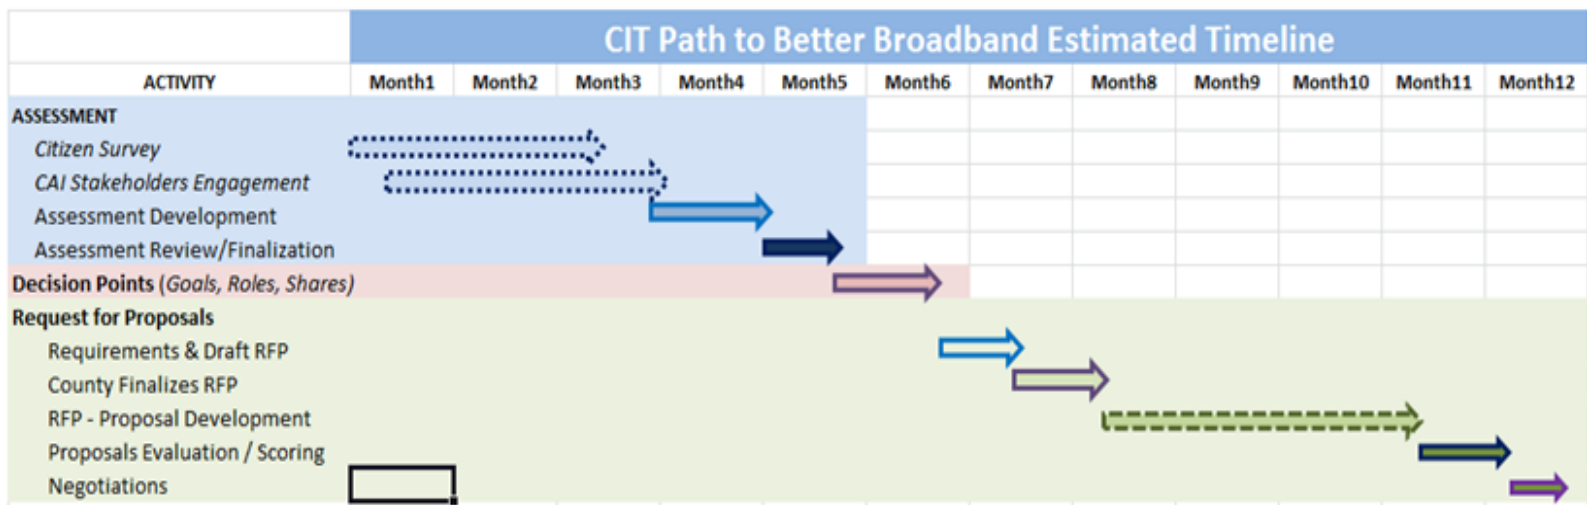 CIT Path to Better Broadband Estimated Timeline
ACTIVITY Month1 Month2 Month3 Month4 Month5 Month6 Month7 Month8 Month9 Month10 Month11 Month12
ASSESSMENT
Citizen Survey
CAI Stakeholders Engagement
Assessment Development
Assessment Review/Finalization
Decision Points (Goals, Roles, Shares)
Request for Proposals
Requirements & Draft RFP
County Finalizes RFP
RFP - Proposal Development
Proposals Evaluation / Scoring
Negotiations